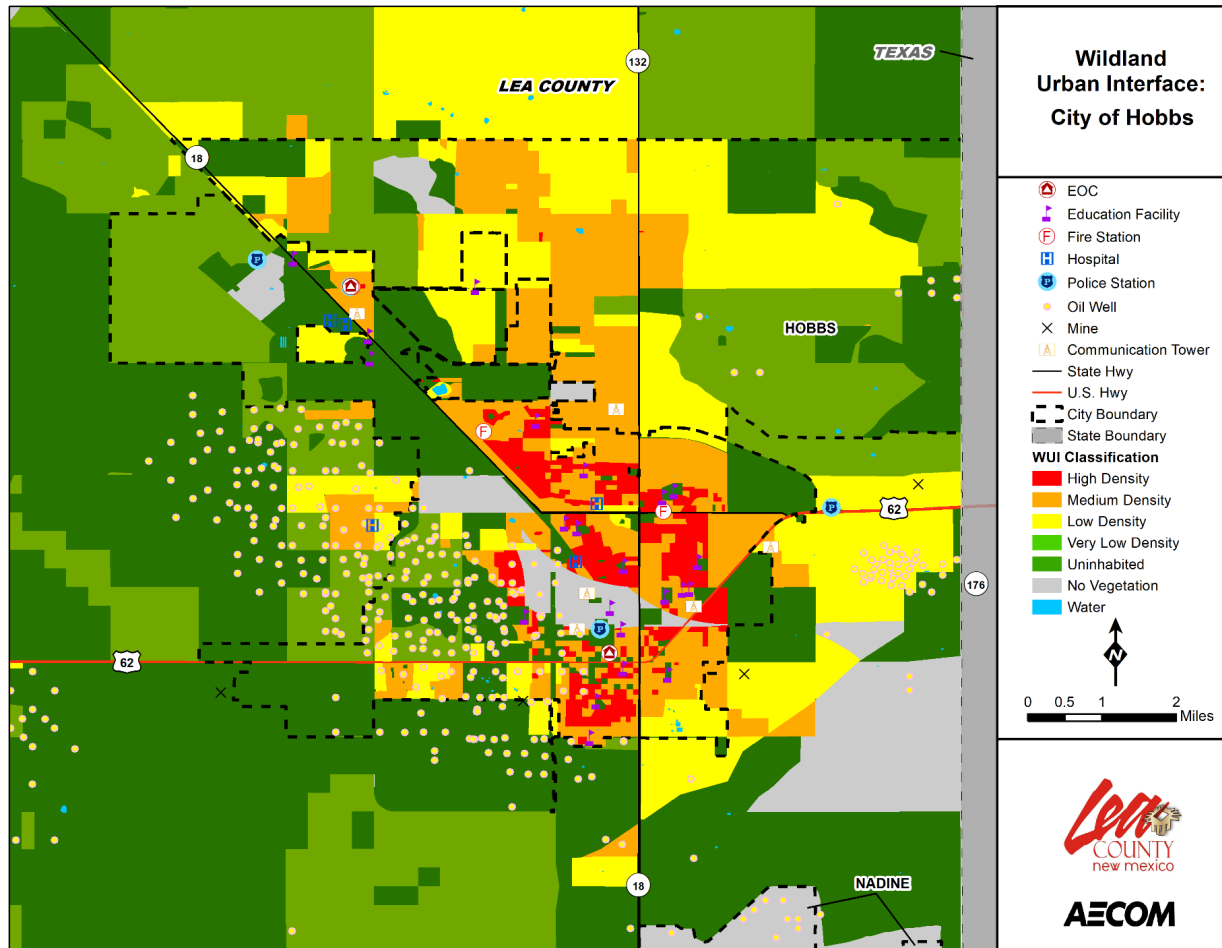 Wildland
Urban Interface:
City of Hobbs
TEXAS
132
LEA COUNTY
18
HOBBS
62
176
62
18
NADINE
EOC
Education Facility
F
Fire Station
H
Hospital
P
Police Station
Oil Well
Mine
A
Communication Tower
State Hwy
U.S. Hwy
City Boundary
State Boundary
WUI Classification
High Density
Medium Density
Low Density
Very Low Density
Uninhabited
No Vegetation
Water
N
0 0.5 1 2
Miles
Lea
COUNTY
new mexico
AECOM